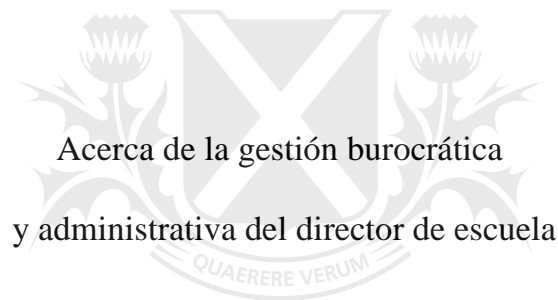 Acerca de la gestión burocrática
y administrativa del director de escuela
QUAERERE VERUM